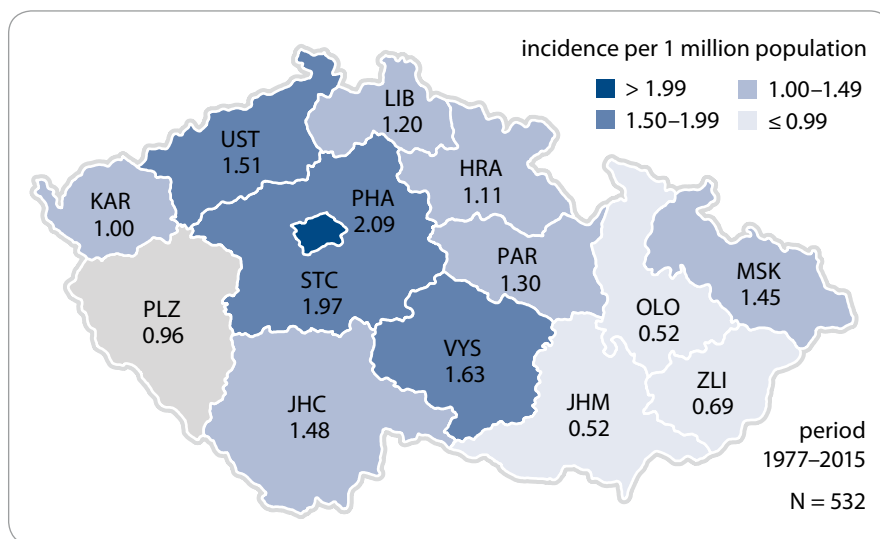 incidence per 1 million population
> 1.99
1.00–1.49
1.50–1.99
≤ 0.99
LIB
1.20
UST
1.51
HRA
1.11
KAR
1.00
PHA
2.09
PAR
1.30
MSK
1.45
STC
1.97
PLZ
0.96
OLO
0.52
VYS
1.63
ZLI
0.69
JHC
1.48
JHM
0.52
period
1977–2015
N = 532